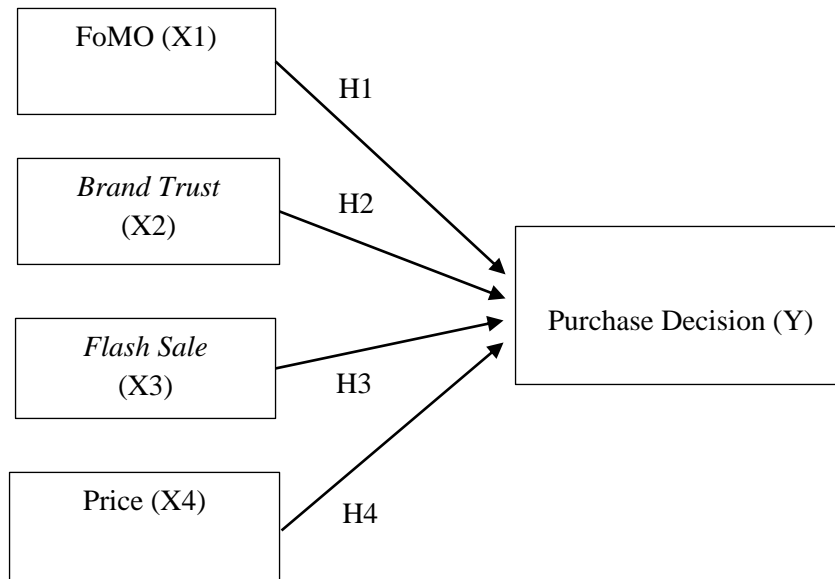 FoMO (X1)
H1
Brand Trust
(X2)
H2
Purchase Decision (Y)
Flash Sale
(X3)
H3
Price (X4)
H4